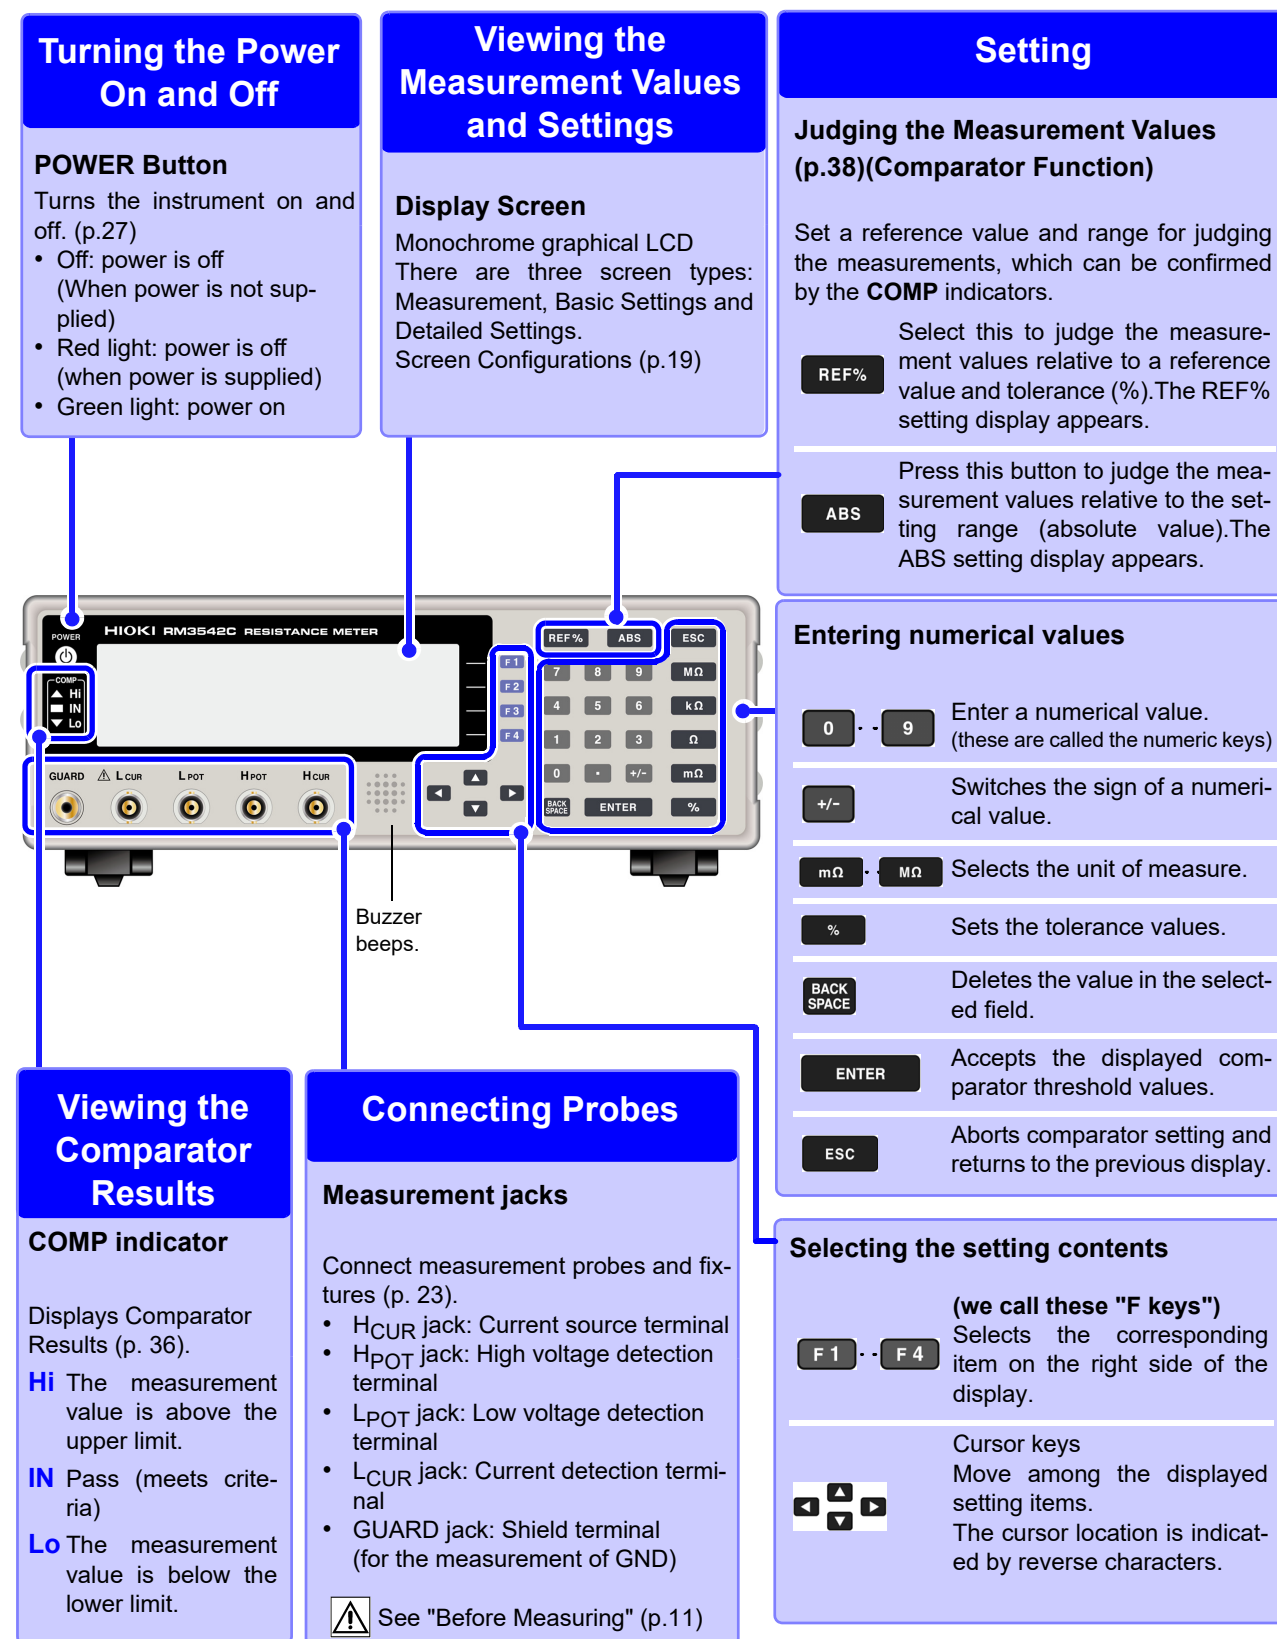 Turning the Power
On and Off
POWER Button
Turns the instrument on and
off. (p.27)
• Off: power is off
(When power is not sup-
plied)
• Red light: power is off
(when power is supplied)
• Green light: power on
Viewing the
Measurement Values
and Settings
Display Screen
Monochrome graphical LCD
There are three screen types:
Measurement, Basic Settings and
Detailed Settings.
Screen Configurations (p.19)
Setting
Judging the Measurement Values
(p.38)(Comparator Function)
Set a reference value and range for judging
the measurements, which can be confirmed
by the COMP indicators.
REF%
Select this to judge the measure-
ment values relative to a reference
value and tolerance (%).The REF%
setting display appears.
ABS
Press this button to judge the mea-
surement values relative to the set-
ting range (absolute value).The
ABS setting display appears.
POWER
HIOKI RM3542C RESISTANCE METER
COMP
Hi
IN
Lo
F 1
F 2
F 3
F 4
REF% ABS ESC
7 8 9 MΩ
4 5 6 kΩ
1 2 3 Ω
0 · +/- mΩ
BACK SPACE ENTER %
GUARD ⚠ LCUR LPOT HPOT HCUR
Buzzer
beeps.
Entering numerical values
0 · · 9
Enter a numerical value.
(these are called the numeric keys)
+/-
Switches the sign of a numeri-
cal value.
mΩ · · MΩ Selects the unit of measure.
% Sets the tolerance values.
BACK
SPACE
Deletes the value in the select-
ed field.
ENTER
Accepts the displayed com-
parator threshold values.
ESC
Aborts comparator setting and
returns to the previous display.
Viewing the
Comparator
Results
COMP indicator
Displays Comparator
Results (p. 36).
Hi The measurement
value is above the
upper limit.
IN Pass (meets crite-
ria)
Lo The measurement
value is below the
lower limit.
Connecting Probes
Measurement jacks
Connect measurement probes and fix-
tures (p. 23).
• HCUR jack: Current source terminal
• HPOT jack: High voltage detection
terminal
• LPOT jack: Low voltage detection
terminal
• LCUR jack: Current detection termi-
nal
• GUARD jack: Shield terminal
(for the measurement of GND)
⚠ See "Before Measuring" (p.11)
Selecting the setting contents
(we call these "F keys")
F 1 · · F 4
Selects the corresponding
item on the right side of the
display.
Cursor keys
Move among the displayed
setting items.
The cursor location is indicat-
ed by reverse characters.